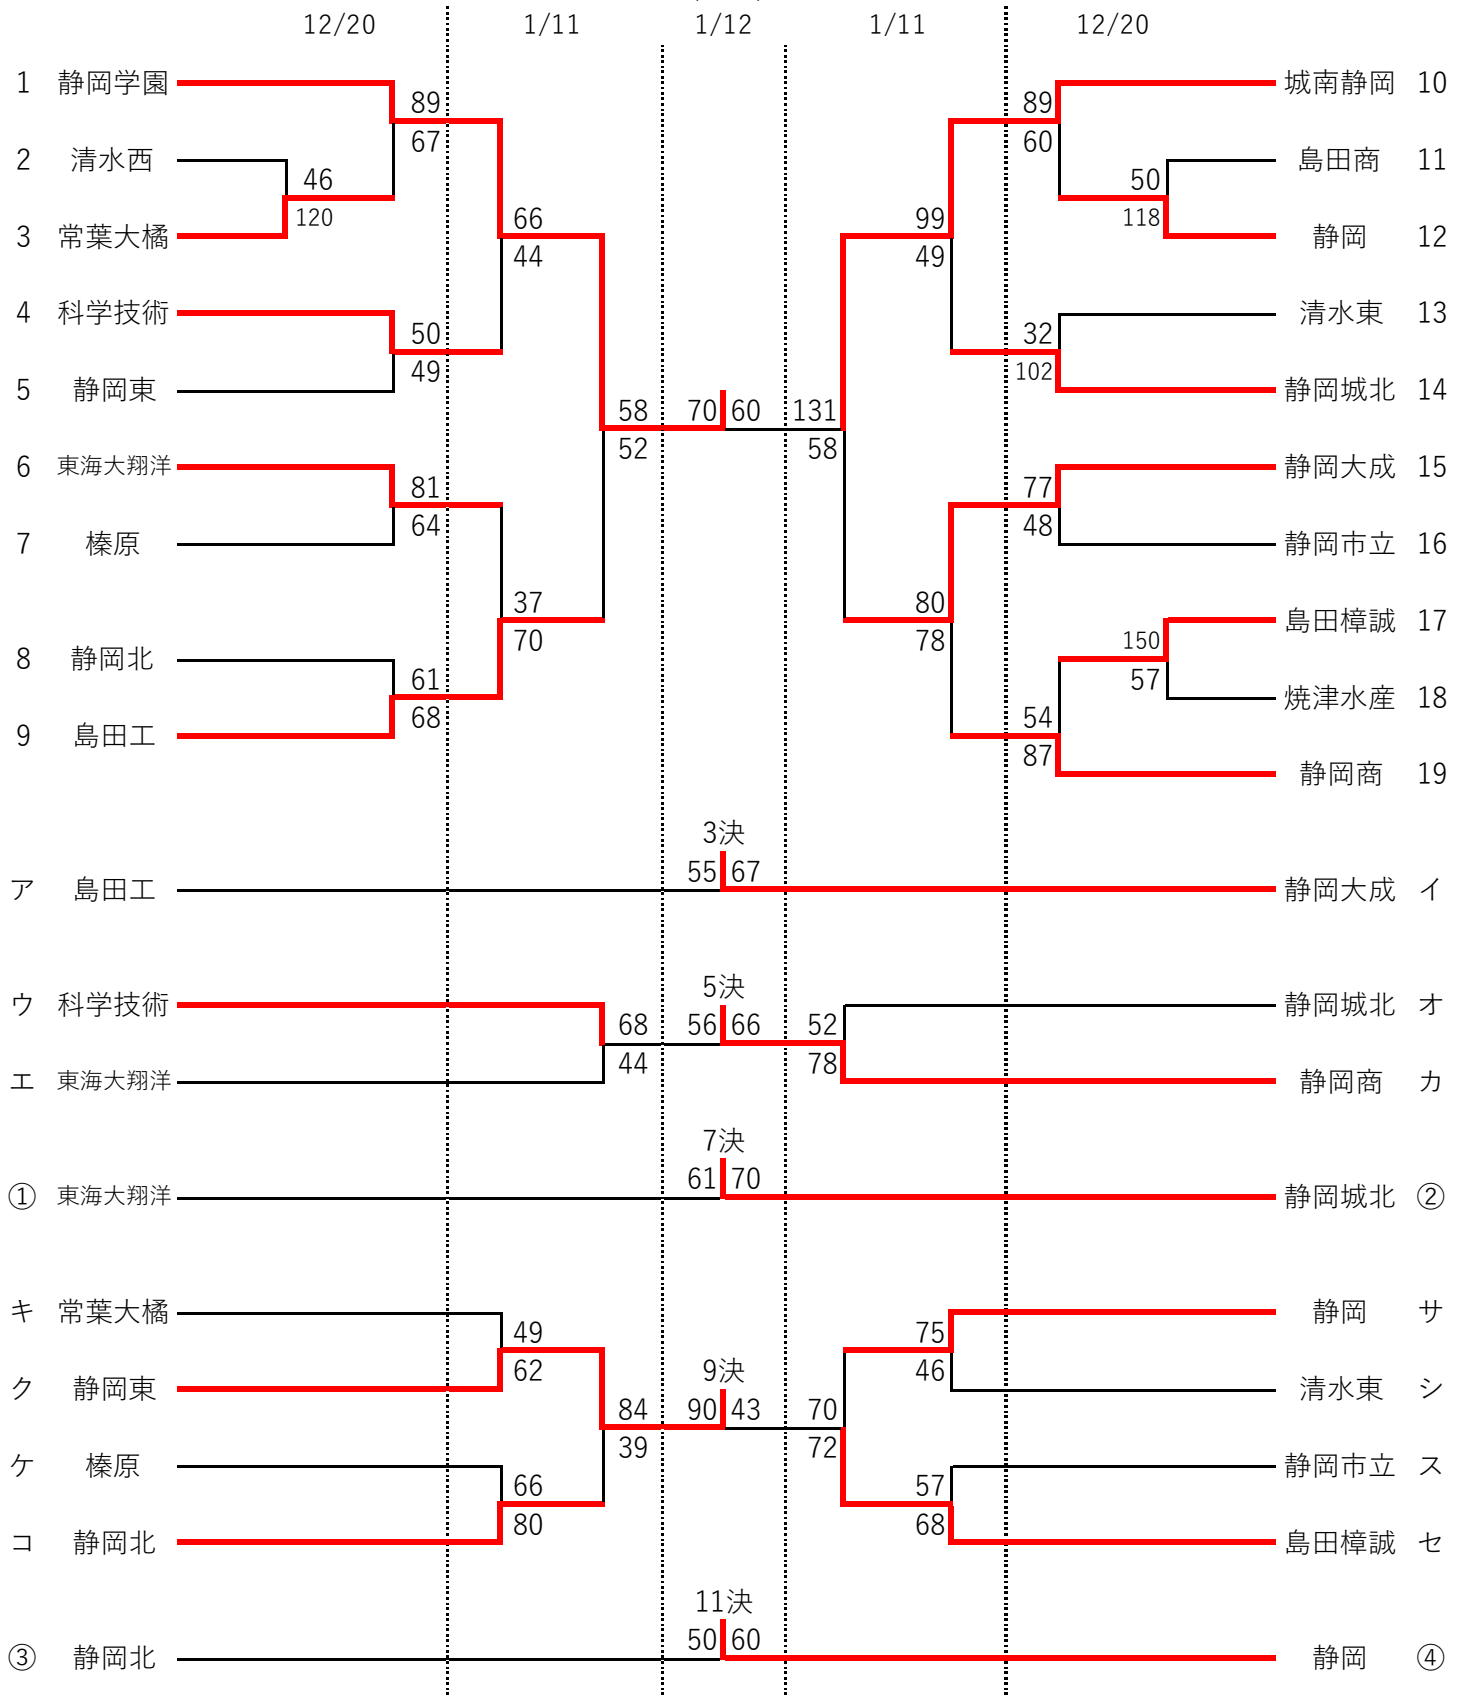 12/20 1/11 1/12 1/11 12/20
1 静岡学園 城南静岡 10
89 89
67 60
2 清水西 島田商 11
46 50
120 118
3 常葉大橘 66 99 静岡 12
44 49
4 科学技術 清水東 13
50 32
49 102
5 静岡東 静岡城北 14
58 70 60 131
52 58
6 東海大翔洋 静岡大成 15
81 77
64 48
7 榛原 静岡市立 16
37 80 島田樟誠 17
70 78 150
8 静岡北 57
61 焼津水産 18
68 54
9 島田工 87
静岡商 19
3決
55 67
ア 島田工 静岡大成 イ
5決
ウ 科学技術 静岡城北 オ
68 56 66 52
44 78
エ 東海大翔洋 静岡商 カ
7決
61 70
① 東海大翔洋 静岡城北 ②
キ 常葉大橘 静岡 サ
49 75
62 46
9決
ク 静岡東 清水東 シ
84 90 43 70
39 72
ケ 榛原 静岡市立 ス
66 57
80 68
コ 静岡北 島田樟誠 セ
11決
50 60
③ 静岡北 静岡 ④